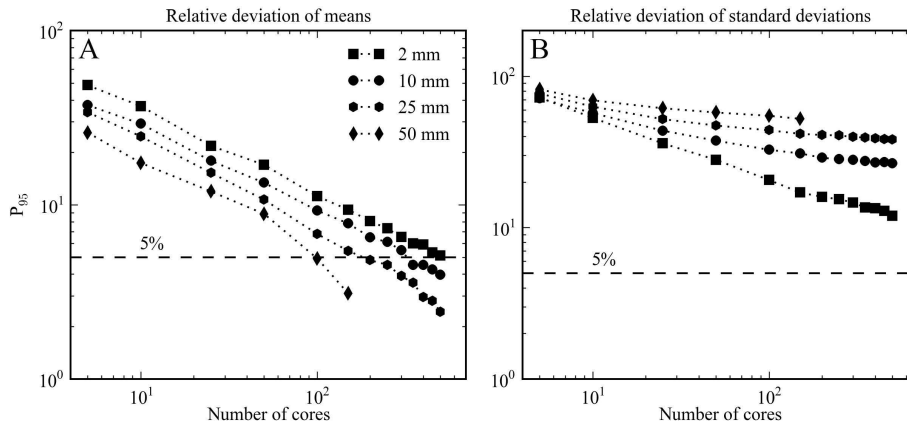 Relative deviation of means
Relative deviation of standard deviations
A
B
2 mm
10 mm
25 mm
50 mm
5%
5%
P₉₅
10²
10¹
10⁰
10¹
10²
10²
10¹
10⁰
10¹
10²
Number of cores
Number of cores